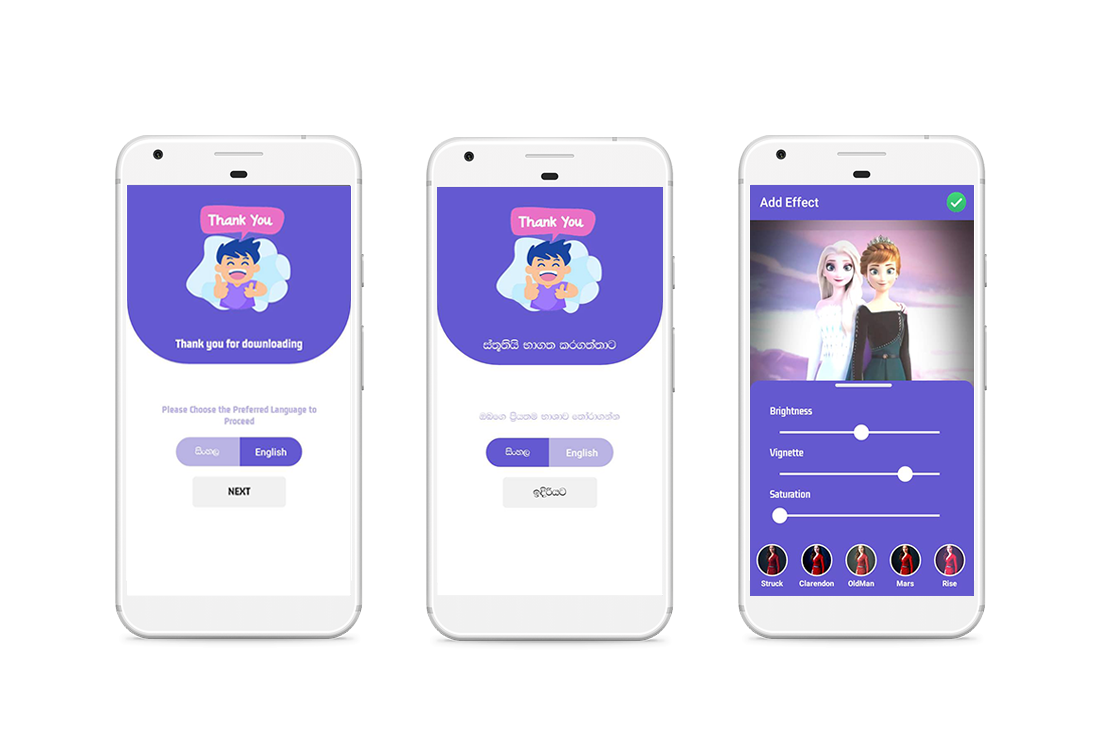 Thank You
Thank you for downloading
Please Choose the Preferred Language to
Proceed
සිංහල English
NEXT
Thank You
ස්තූතියි භාගත කරගත්තාට
ඔබගෙ ප්‍රියතම භාශාව තෝරාගන්න
සිංහල English
ඉදිරියට
Add Effect
Brightness
Vignette
Saturation
Struck Clarendon OldMan Mars Rise